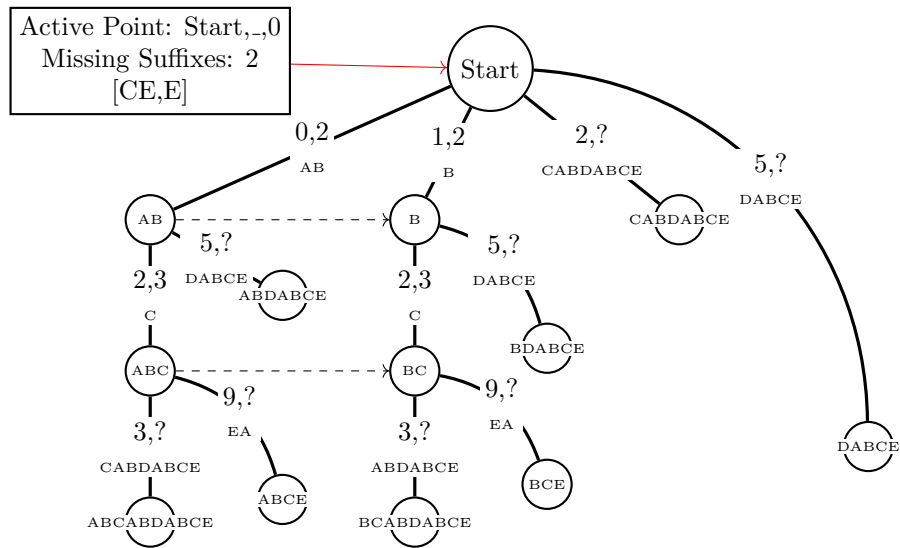 Active Point: Start,_,0
Missing Suffixes: 2
[CE,E]
Start
0,2
AB
1,2
B
2,?
CABDABCE
5,?
DABCE
AB
B
CABDABCE
5,?
DABCE
ABDABCE
5,?
DABCE
BDABCE
2,3
C
2,3
C
ABC
BC
9,?
EA
9,?
EA
DABCE
3,?
CABDABCE
3,?
ABDABCE
ABCE
BCE
ABCABDABCE
BCABDABCE